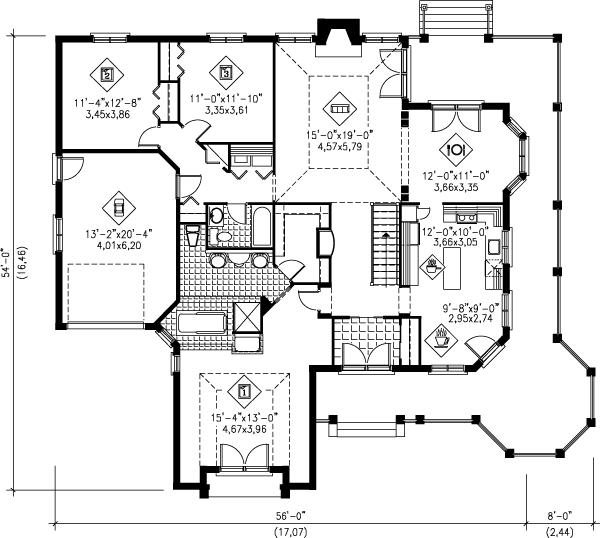 2
11'-4"x12'-8"
3,45x3,86
3
11'-0"x11'-10"
3,35x3,61
15'-0"x19'-0"
4,57x5,79
12'-0"x11'-0"
3,66x3,35
13'-2"x20'-4"
4,01x6,20
12'-0"x10'-0"
3,66x3,05
9'-8"x9'-0"
2,95x2,74
1
15'-4"x13'-0"
4,67x3,96
54'-0"
(16,46)
56'-0"
(17,07)
8'-0"
(2,44)